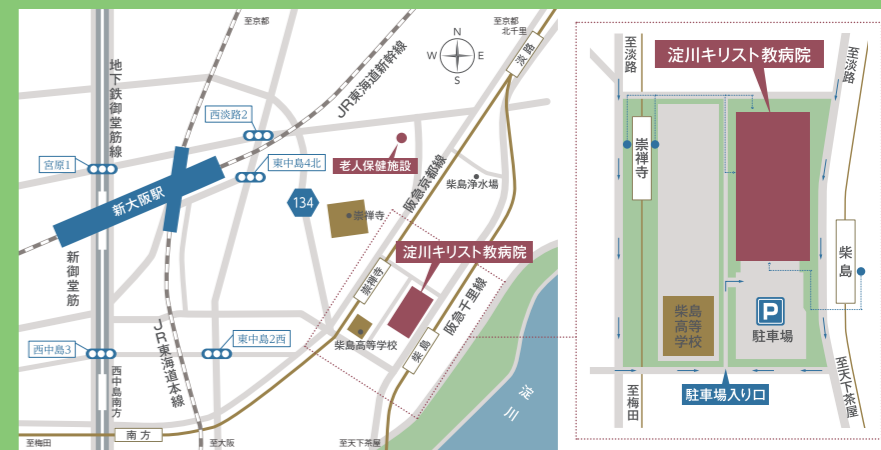 至京都
至京都
北千里
N
W
E
S
淡路
地下鉄御堂筋線
JR東海道新幹線
西淡路2
宮原1
東中島4北
老人保健施設
阪急京都線
柴島浄水場
新大阪駅
134
崇禅寺
淀川キリスト教病院
新御堂筋
崇禅寺
阪急千里線
JR東海道本線
西中島3
東中島2西
柴島高等学校
柴島
西中島南方
淀川
南方
至梅田
至大阪
至天下茶屋
至淡路
淀川キリスト教病院
至淡路
崇禅寺
柴島
柴島
高等
学校
P
駐車場
至梅田
駐車場入り口
至天下茶屋